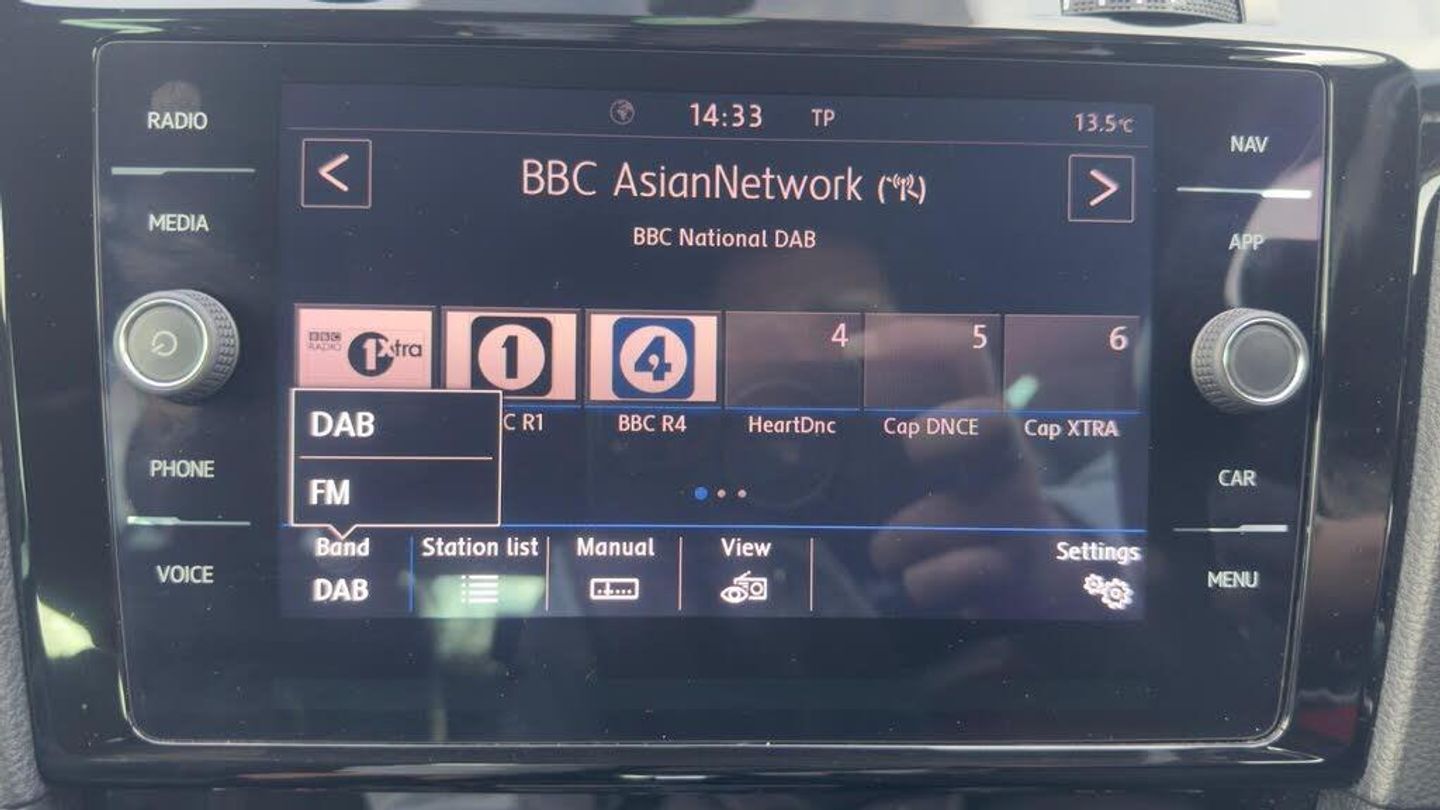 14:33 TP 13.5°C
RADIO
NAV
< BBC AsianNetwork >
MEDIA
BBC National DAB
APP
BBC RADIO 1Xtra 1 4 4 5 6
C R1 BBC R4 HeartDnc Cap DNCE Cap XTRA
DAB
FM
PHONE
CAR
Band Station list Manual View Settings
DAB
VOICE
MENU